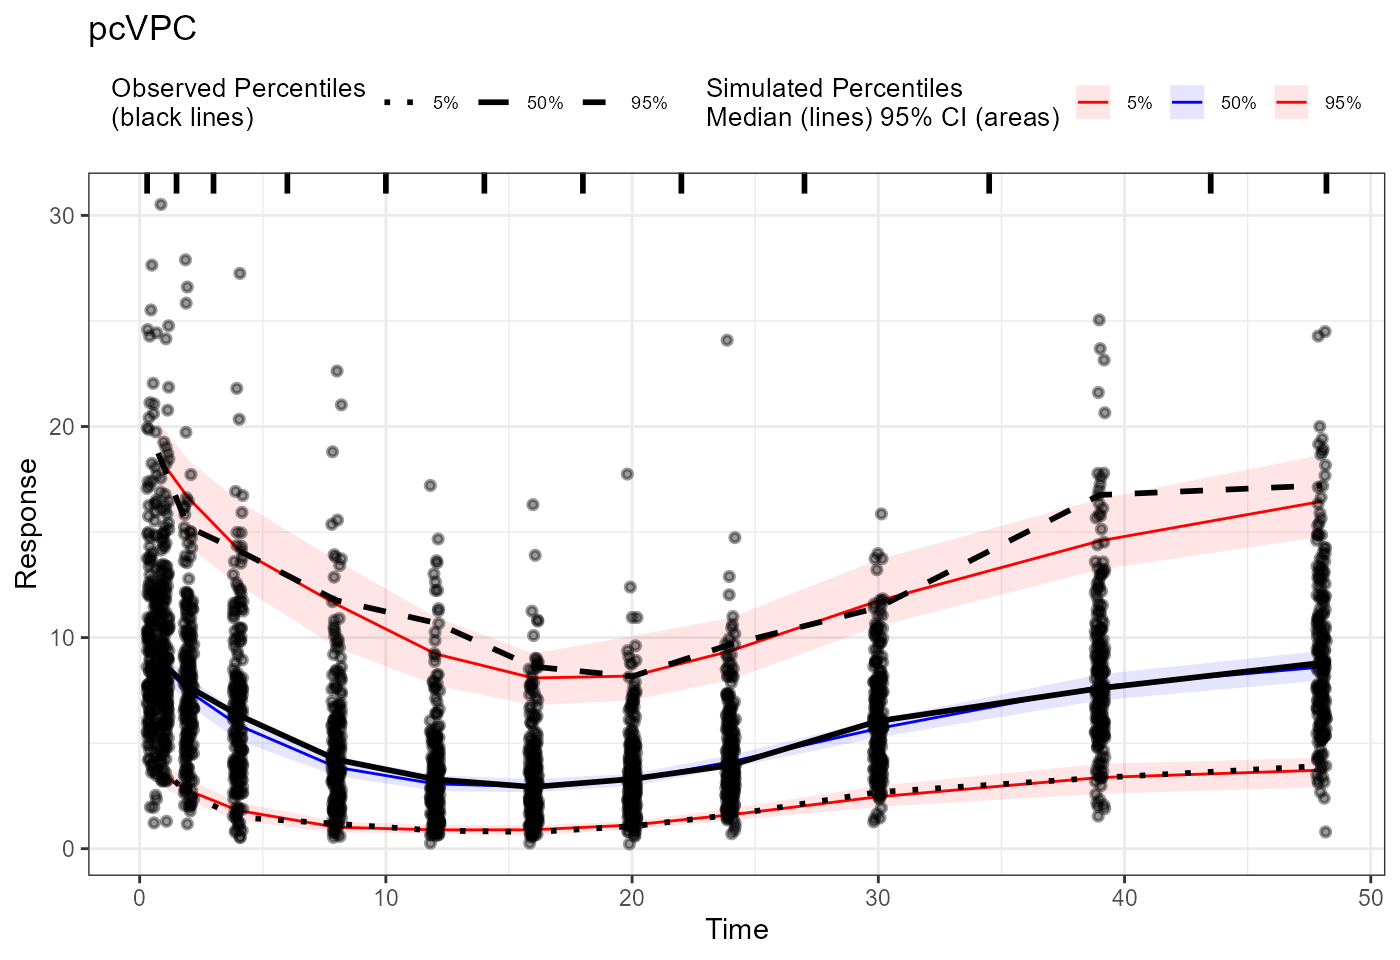 pcVPC
Observed Percentiles
(black lines)
5% 50% 95%
Simulated Percentiles
Median (lines) 95% CI (areas)
5% 50% 95%
Response
30
20
10
0
0 10 20 30 40 50
Time